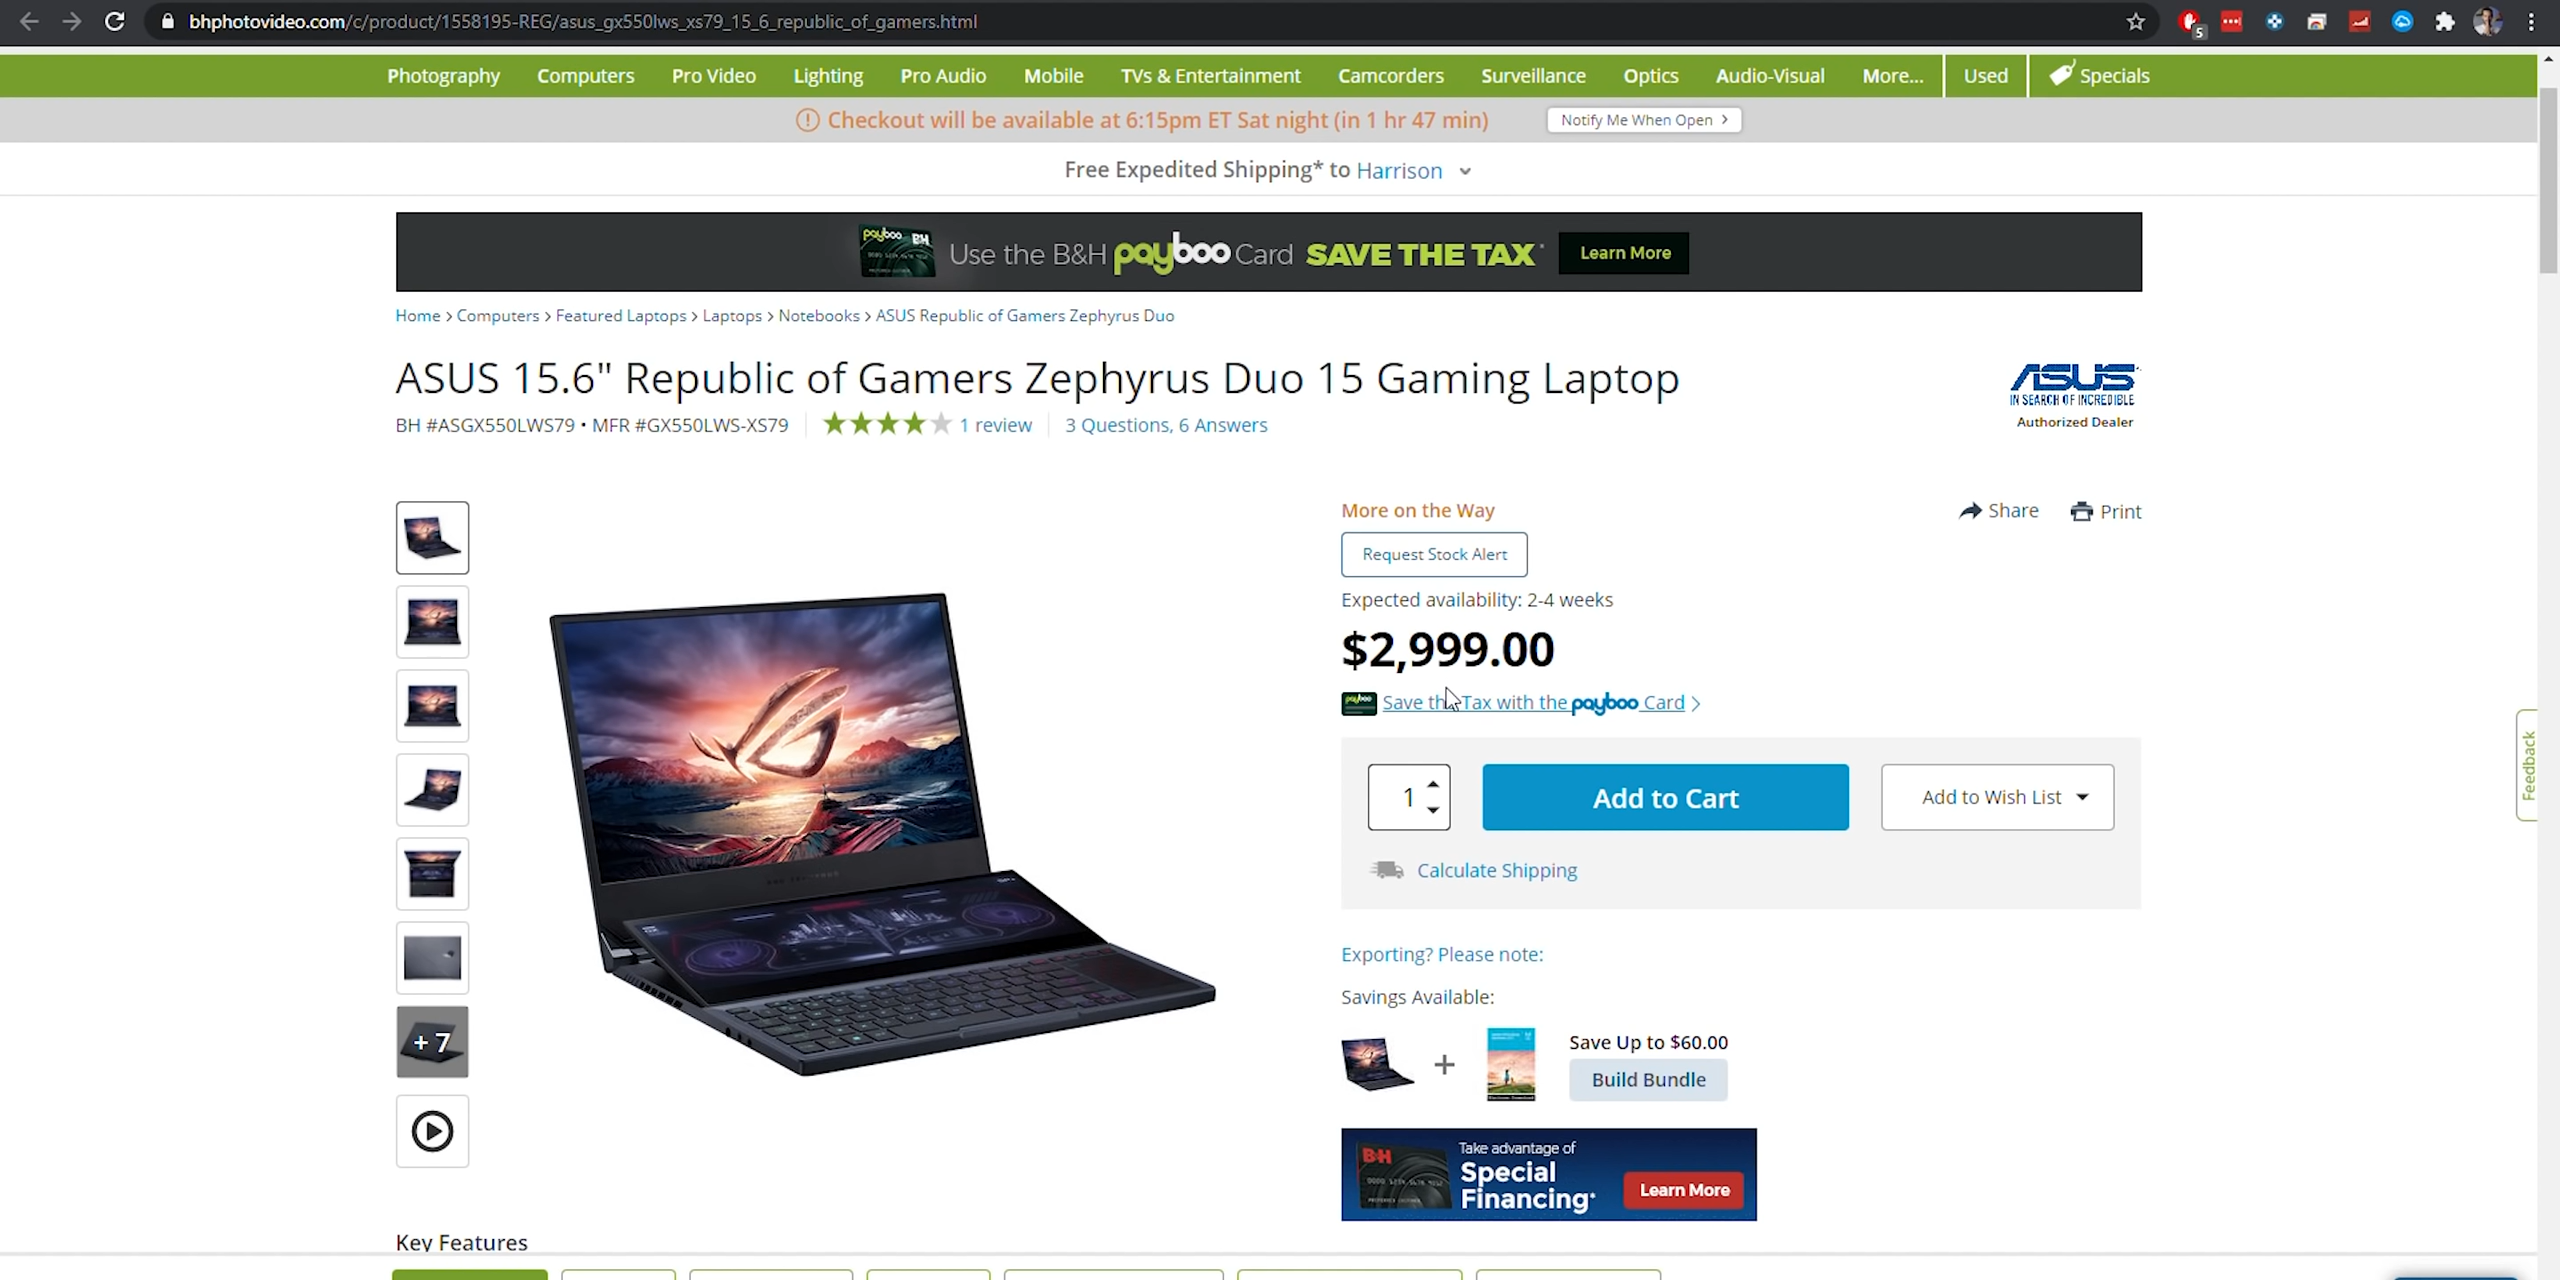 bhphotovideo.com/c/product/1558195-REG/asus_gx550lws_xs79_15_6_republic_of_gamers.html
5
Photography Computers Pro Video Lighting Pro Audio Mobile TVs & Entertainment Camcorders Surveillance Optics Audio-Visual More... Used Specials
Checkout will be available at 6:15pm ET Sat night (in 1 hr 47 min) Notify Me When Open >
Free Expedited Shipping* to Harrison
payboo BH Use the B&H payboo Card SAVE THE TAX* Learn More
Home > Computers > Featured Laptops > Laptops > Notebooks > ASUS Republic of Gamers Zephyrus Duo
ASUS 15.6" Republic of Gamers Zephyrus Duo 15 Gaming Laptop
BH #ASGX550LWS79 • MFR #GX550LWS-XS79 1 review 3 Questions, 6 Answers
ASUS
IN SEARCH OF INCREDIBLE
Authorized Dealer
More on the Way
Share Print
Request Stock Alert
Expected availability: 2-4 weeks
$2,999.00
payboo Save the Tax with the payboo Card >
1 Add to Cart Add to Wish List
Calculate Shipping
Exporting? Please note:
Savings Available:
+ Save Up to $60.00
Build Bundle
+ 7
B&H Take advantage of
Special
Financing* Learn More
Key Features
Feedback